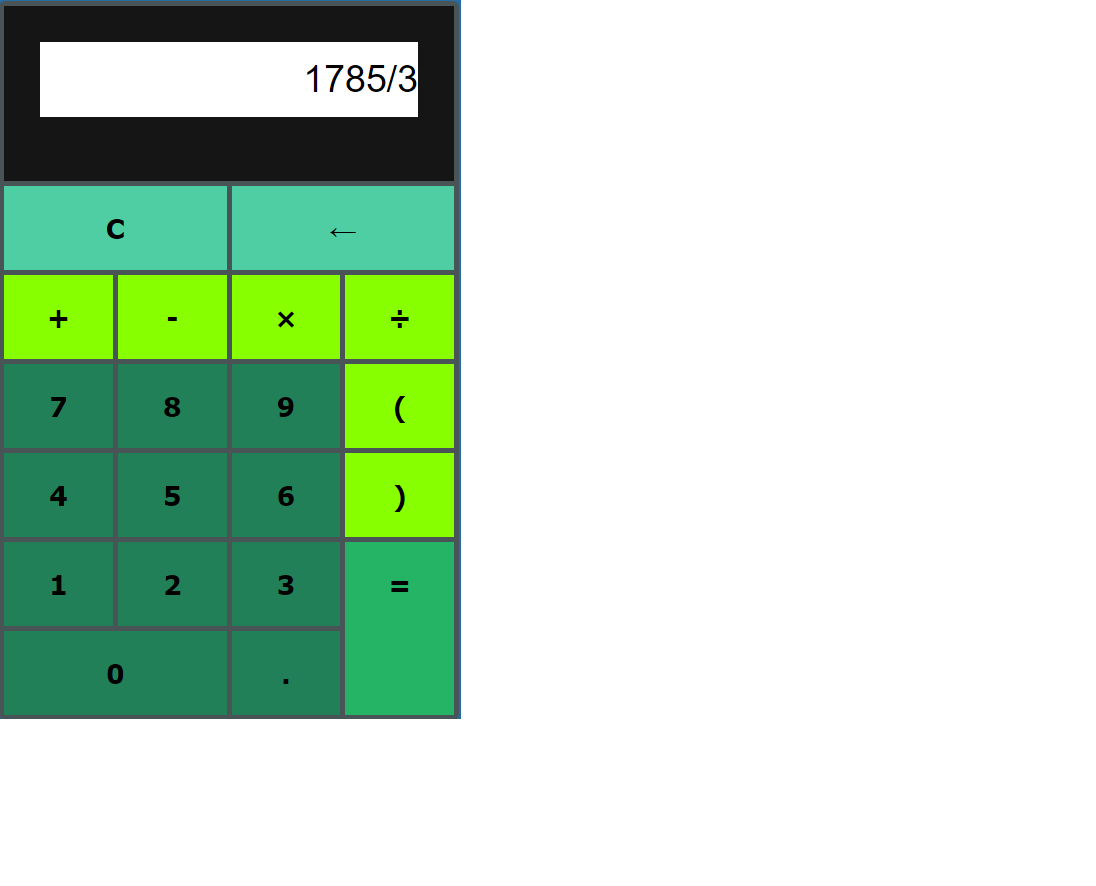 1785/3
C ←
+ - × ÷
7 8 9 (
4 5 6 )
1 2 3 =
0 .